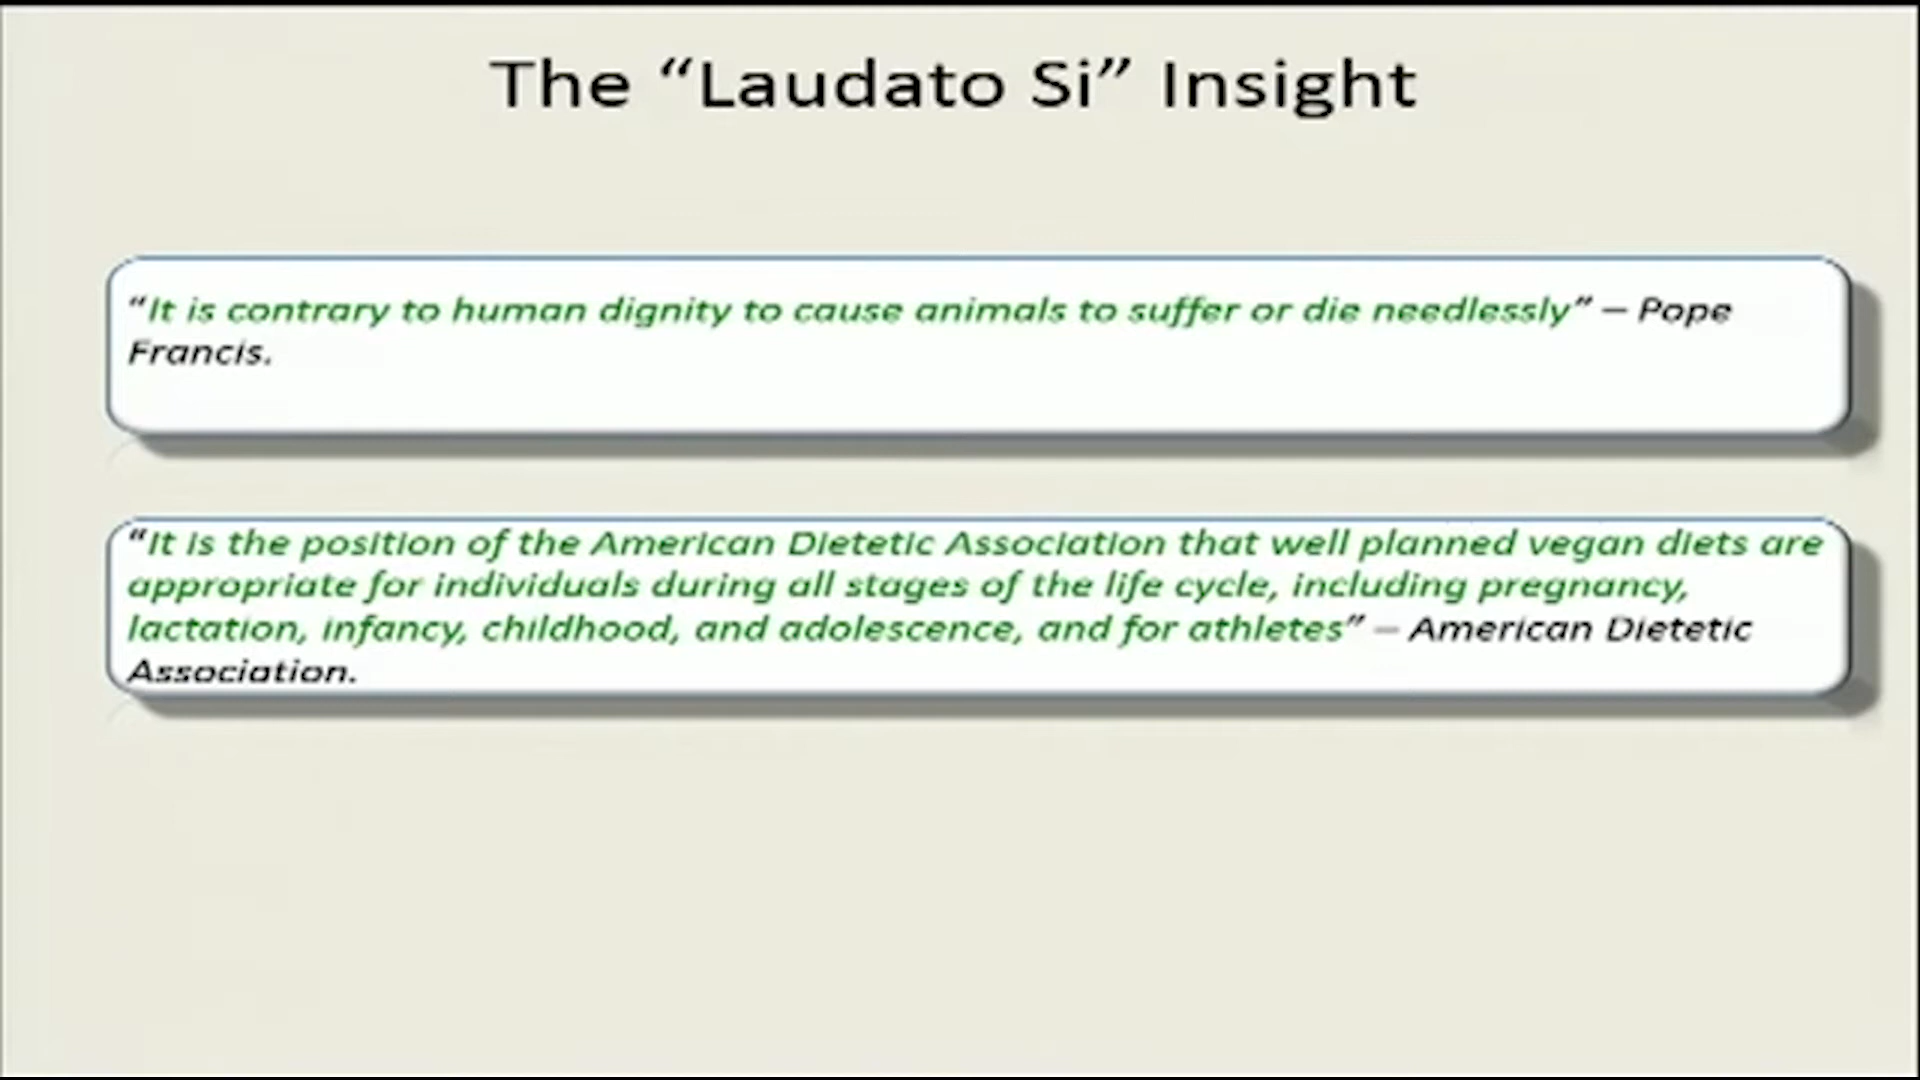 The “Laudato Si” Insight
“It is contrary to human dignity to cause animals to suffer or die needlessly” – Pope
Francis.
“It is the position of the American Dietetic Association that well planned vegan diets are
appropriate for individuals during all stages of the life cycle, including pregnancy,
lactation, infancy, childhood, and adolescence, and for athletes” – American Dietetic
Association.